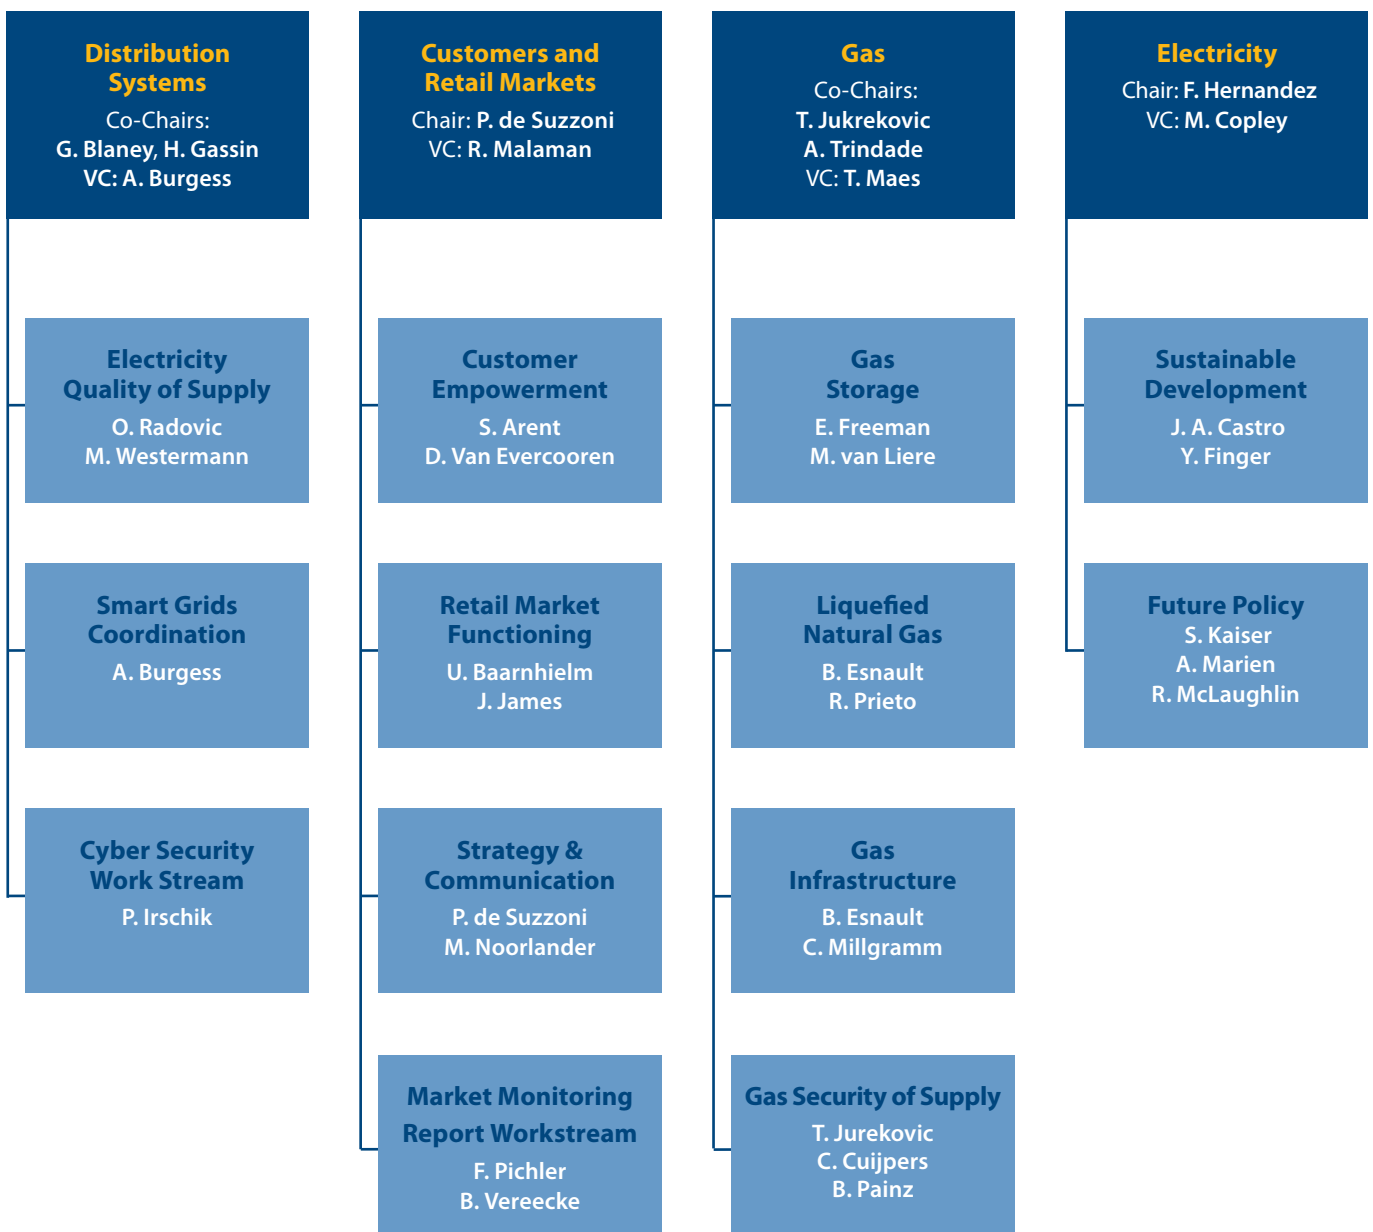 Distribution
Systems
Co-Chairs:
G. Blaney, H. Gassin
VC: A. Burgess
Electricity
Quality of Supply
O. Radovic
M. Westermann
Smart Grids
Coordination
A. Burgess
Cyber Security
Work Stream
P. Irschik
Customers and
Retail Markets
Chair: P. de Suzzoni
VC: R. Malaman
Customer
Empowerment
S. Arent
D. Van Evercooren
Retail Market
Functioning
U. Baarnhielm
J. James
Strategy &
Communication
P. de Suzzoni
M. Noorlander
Market Monitoring
Report Workstream
F. Pichler
B. Vereecke
Gas
Co-Chairs:
T. Jukrekovic
A. Trindade
VC: T. Maes
Gas
Storage
E. Freeman
M. van Liere
Liquefied
Natural Gas
B. Esnault
R. Prieto
Gas
Infrastructure
B. Esnault
C. Millgramm
Gas Security of Supply
T. Jurekovic
C. Cuijpers
B. Painz
Electricity
Chair: F. Hernandez
VC: M. Copley
Sustainable
Development
J. A. Castro
Y. Finger
Future Policy
S. Kaiser
A. Marien
R. McLaughlin